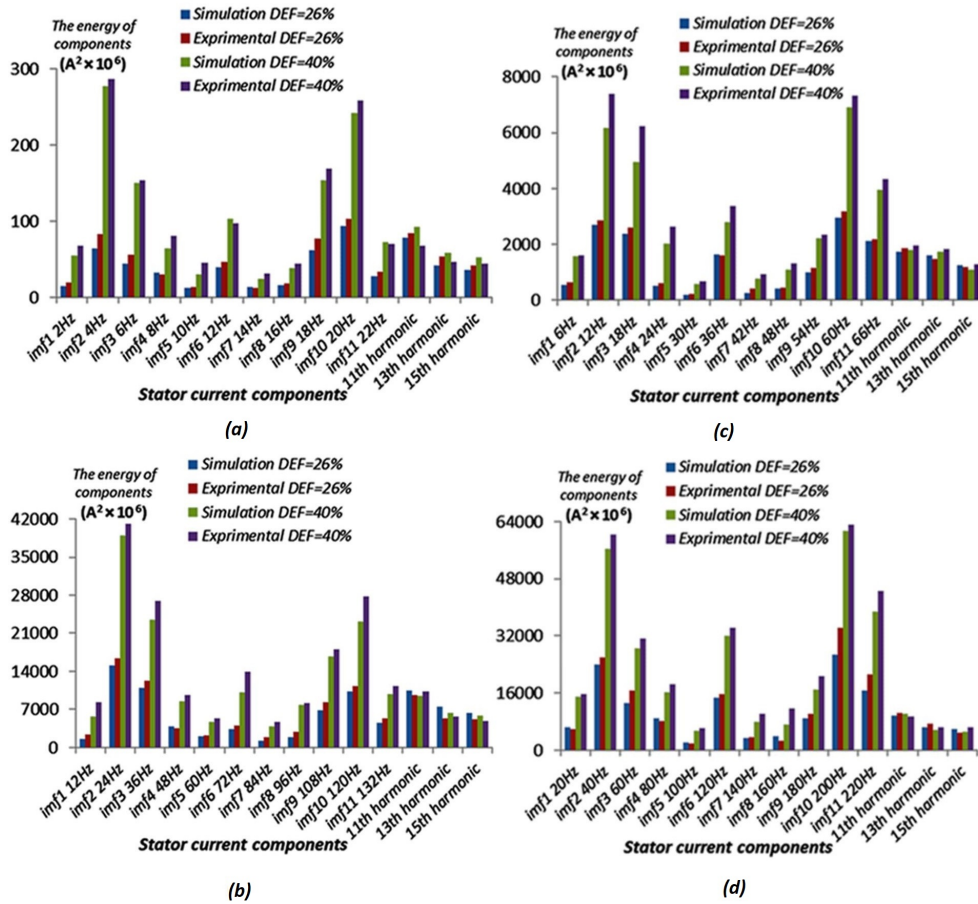 The energy of
components
(A²×10⁶)
Simulation DEF=26%
Exprimental DEF=26%
Simulation DEF=40%
Exprimental DEF=40%
300
200
100
0
imf1 2Hz
imf2 4Hz
imf3 6Hz
imf4 8Hz
imf5 10Hz
imf6 12Hz
imf7 14Hz
imf8 16Hz
imf9 18Hz
imf10 20Hz
imf11 22Hz
11th harmonic
13th harmonic
15th harmonic
Stator current components
(a)
The energy of
components
(A²×10⁶)
Simulation DEF=26%
Exprimental DEF=26%
Simulation DEF=40%
Exprimental DEF=40%
8000
6000
4000
2000
0
imf1 6Hz
imf2 12Hz
imf3 18Hz
imf4 24Hz
imf5 30Hz
imf6 36Hz
imf7 42Hz
imf8 48Hz
imf9 54Hz
imf10 60Hz
imf11 66Hz
11th harmonic
13th harmonic
15th harmonic
Stator current components
(c)
The energy of
components
(A²×10⁶)
Simulation DEF=26%
Exprimental DEF=26%
Simulation DEF=40%
Exprimental DEF=40%
42000
35000
28000
21000
14000
7000
0
imf1 12Hz
imf2 24Hz
imf3 36Hz
imf4 48Hz
imf5 60Hz
imf6 72Hz
imf7 84Hz
imf8 96Hz
imf9 108Hz
imf10 120Hz
imf11 132Hz
11th harmonic
13th harmonic
15th harmonic
Stator current components
(b)
The energy of
components
(A²×10⁶)
Simulation DEF=26%
Exprimental DEF=26%
Simulation DEF=40%
Exprimental DEF=40%
64000
48000
32000
16000
0
imf1 20Hz
imf2 40Hz
imf3 60Hz
imf4 80Hz
imf5 100Hz
imf6 120Hz
imf7 140Hz
imf8 160Hz
imf9 180Hz
imf10 200Hz
imf11 220Hz
11th harmonic
13th harmonic
15th harmonic
Stator current components
(d)